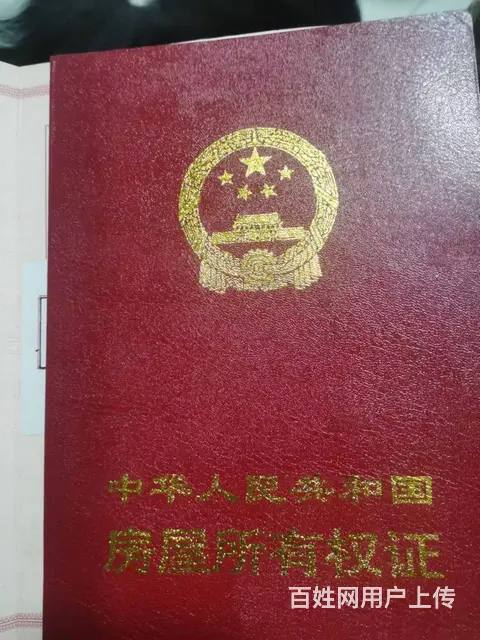 中华人民共和国
房屋所有权证
百姓网用户上传